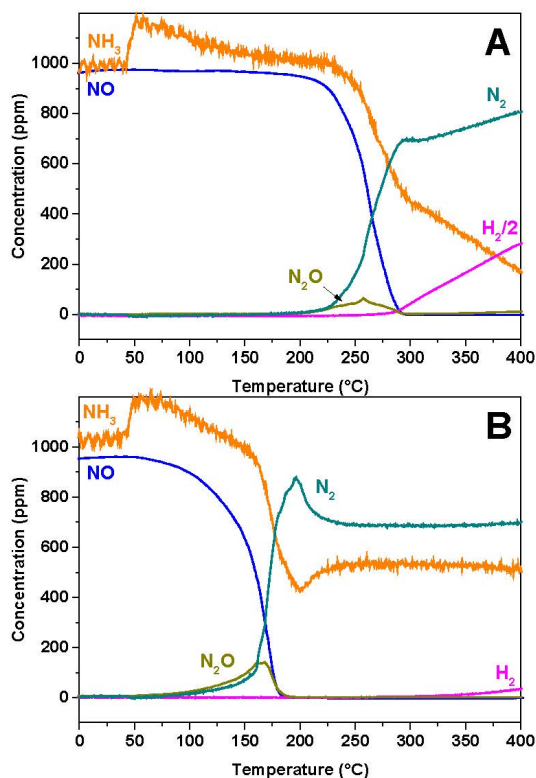 A
NH3
NO
N2
H2/2
N2O
Concentration (ppm)
1000
800
600
400
200
0
0 50 100 150 200 250 300 350 400
Temperature (°C)
B
NH3
NO
N2
N2O
H2
Concentration (ppm)
1000
800
600
400
200
0
0 50 100 150 200 250 300 350 400
Temperature (°C)